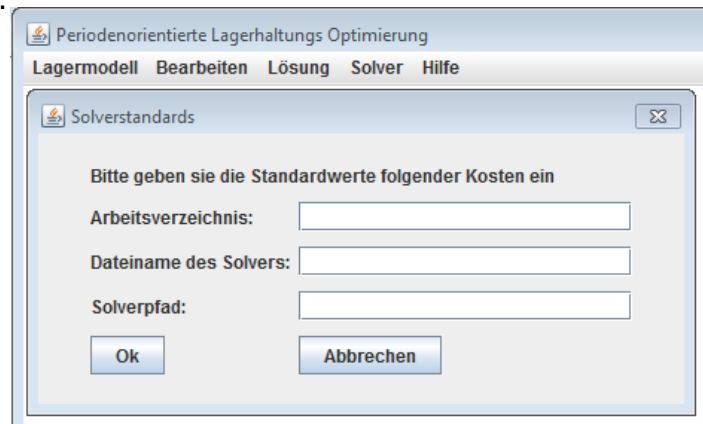 Periodenorientierte Lagerhaltungs Optimierung
Lagermodell Bearbeiten Lösung Solver Hilfe
Solverstandards
Bitte geben sie die Standardwerte folgender Kosten ein
Arbeitsverzeichnis:
Dateiname des Solvers:
Solverpfad:
Ok Abbrechen